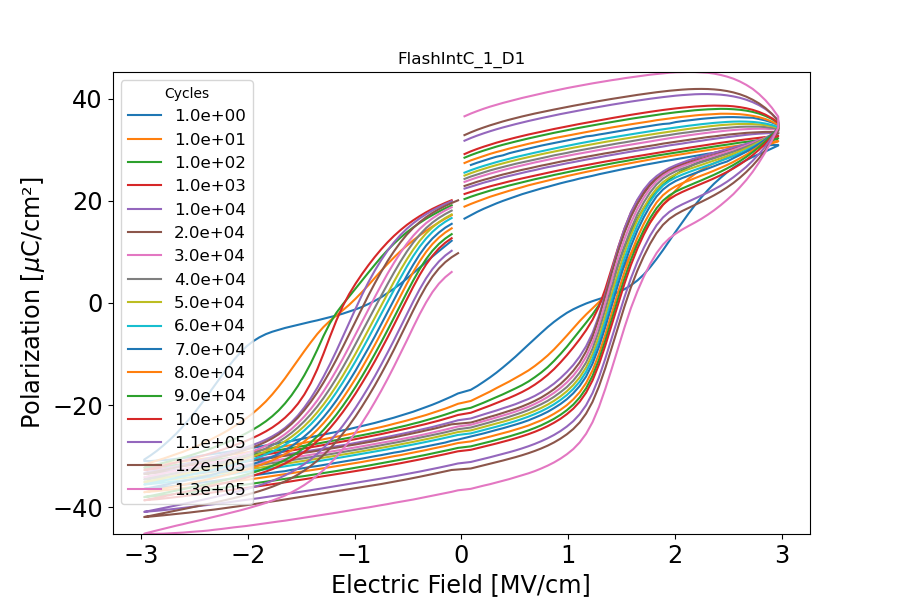 FlashIntC_1_D1
Cycles
1.0e+00
1.0e+01
1.0e+02
1.0e+03
1.0e+04
2.0e+04
3.0e+04
4.0e+04
5.0e+04
6.0e+04
7.0e+04
8.0e+04
9.0e+04
1.0e+05
1.1e+05
1.2e+05
1.3e+05
40
20
0
−20
−40
Polarization [μC/cm²]
−3 −2 −1 0 1 2 3
Electric Field [MV/cm]